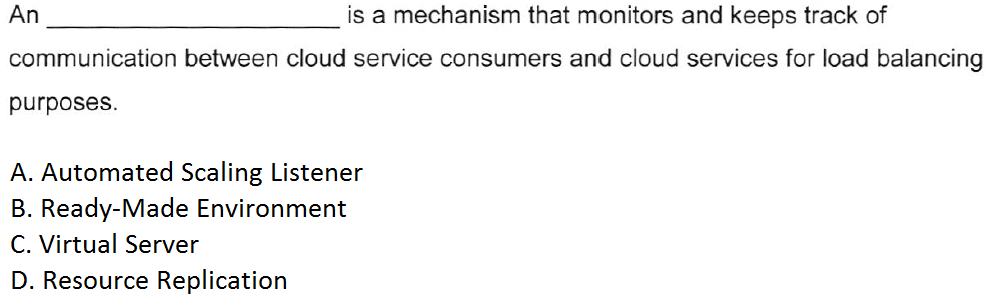 An ____________________ is a mechanism that monitors and keeps track of
communication between cloud service consumers and cloud services for load balancing
purposes.
A. Automated Scaling Listener
B. Ready-Made Environment
C. Virtual Server
D. Resource Replication